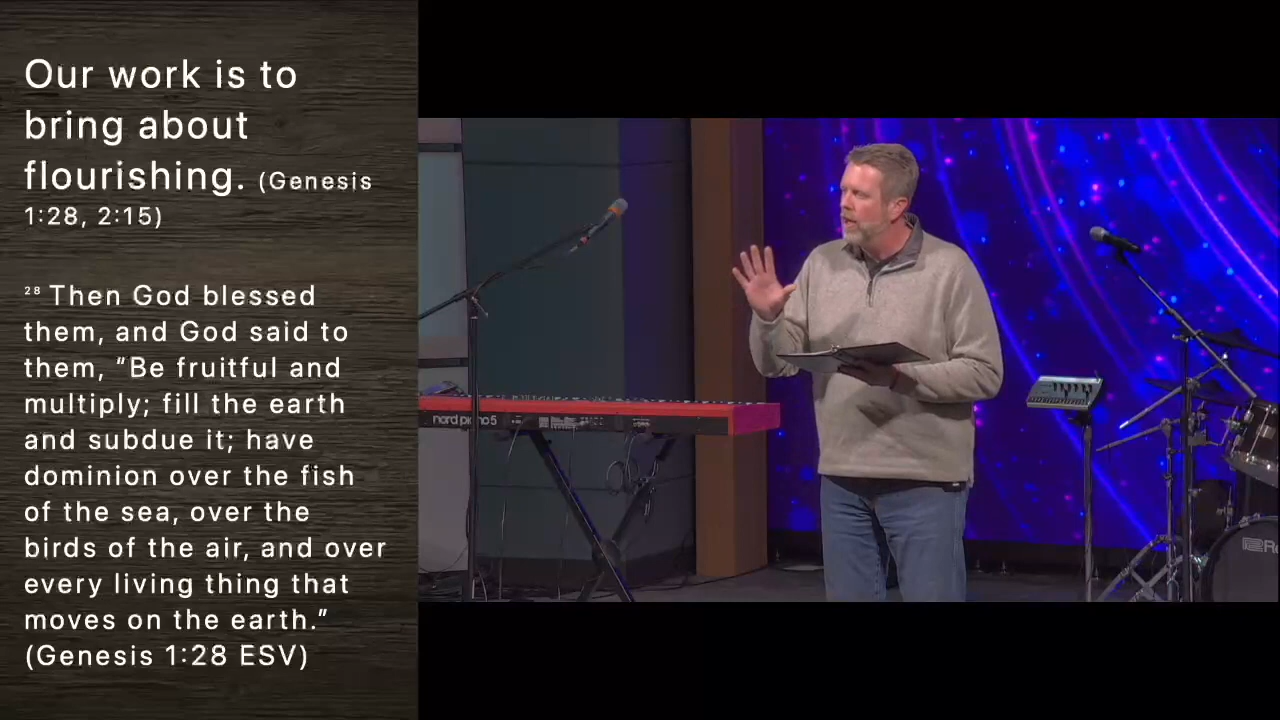 Our work is to
bring about
flourishing. (Genesis
1:28, 2:15)
28 Then God blessed
them, and God said to
them, “Be fruitful and
multiply; fill the earth
and subdue it; have
dominion over the fish
of the sea, over the
birds of the air, and over
every living thing that
moves on the earth.”
(Genesis 1:28 ESV)
nord piano 5